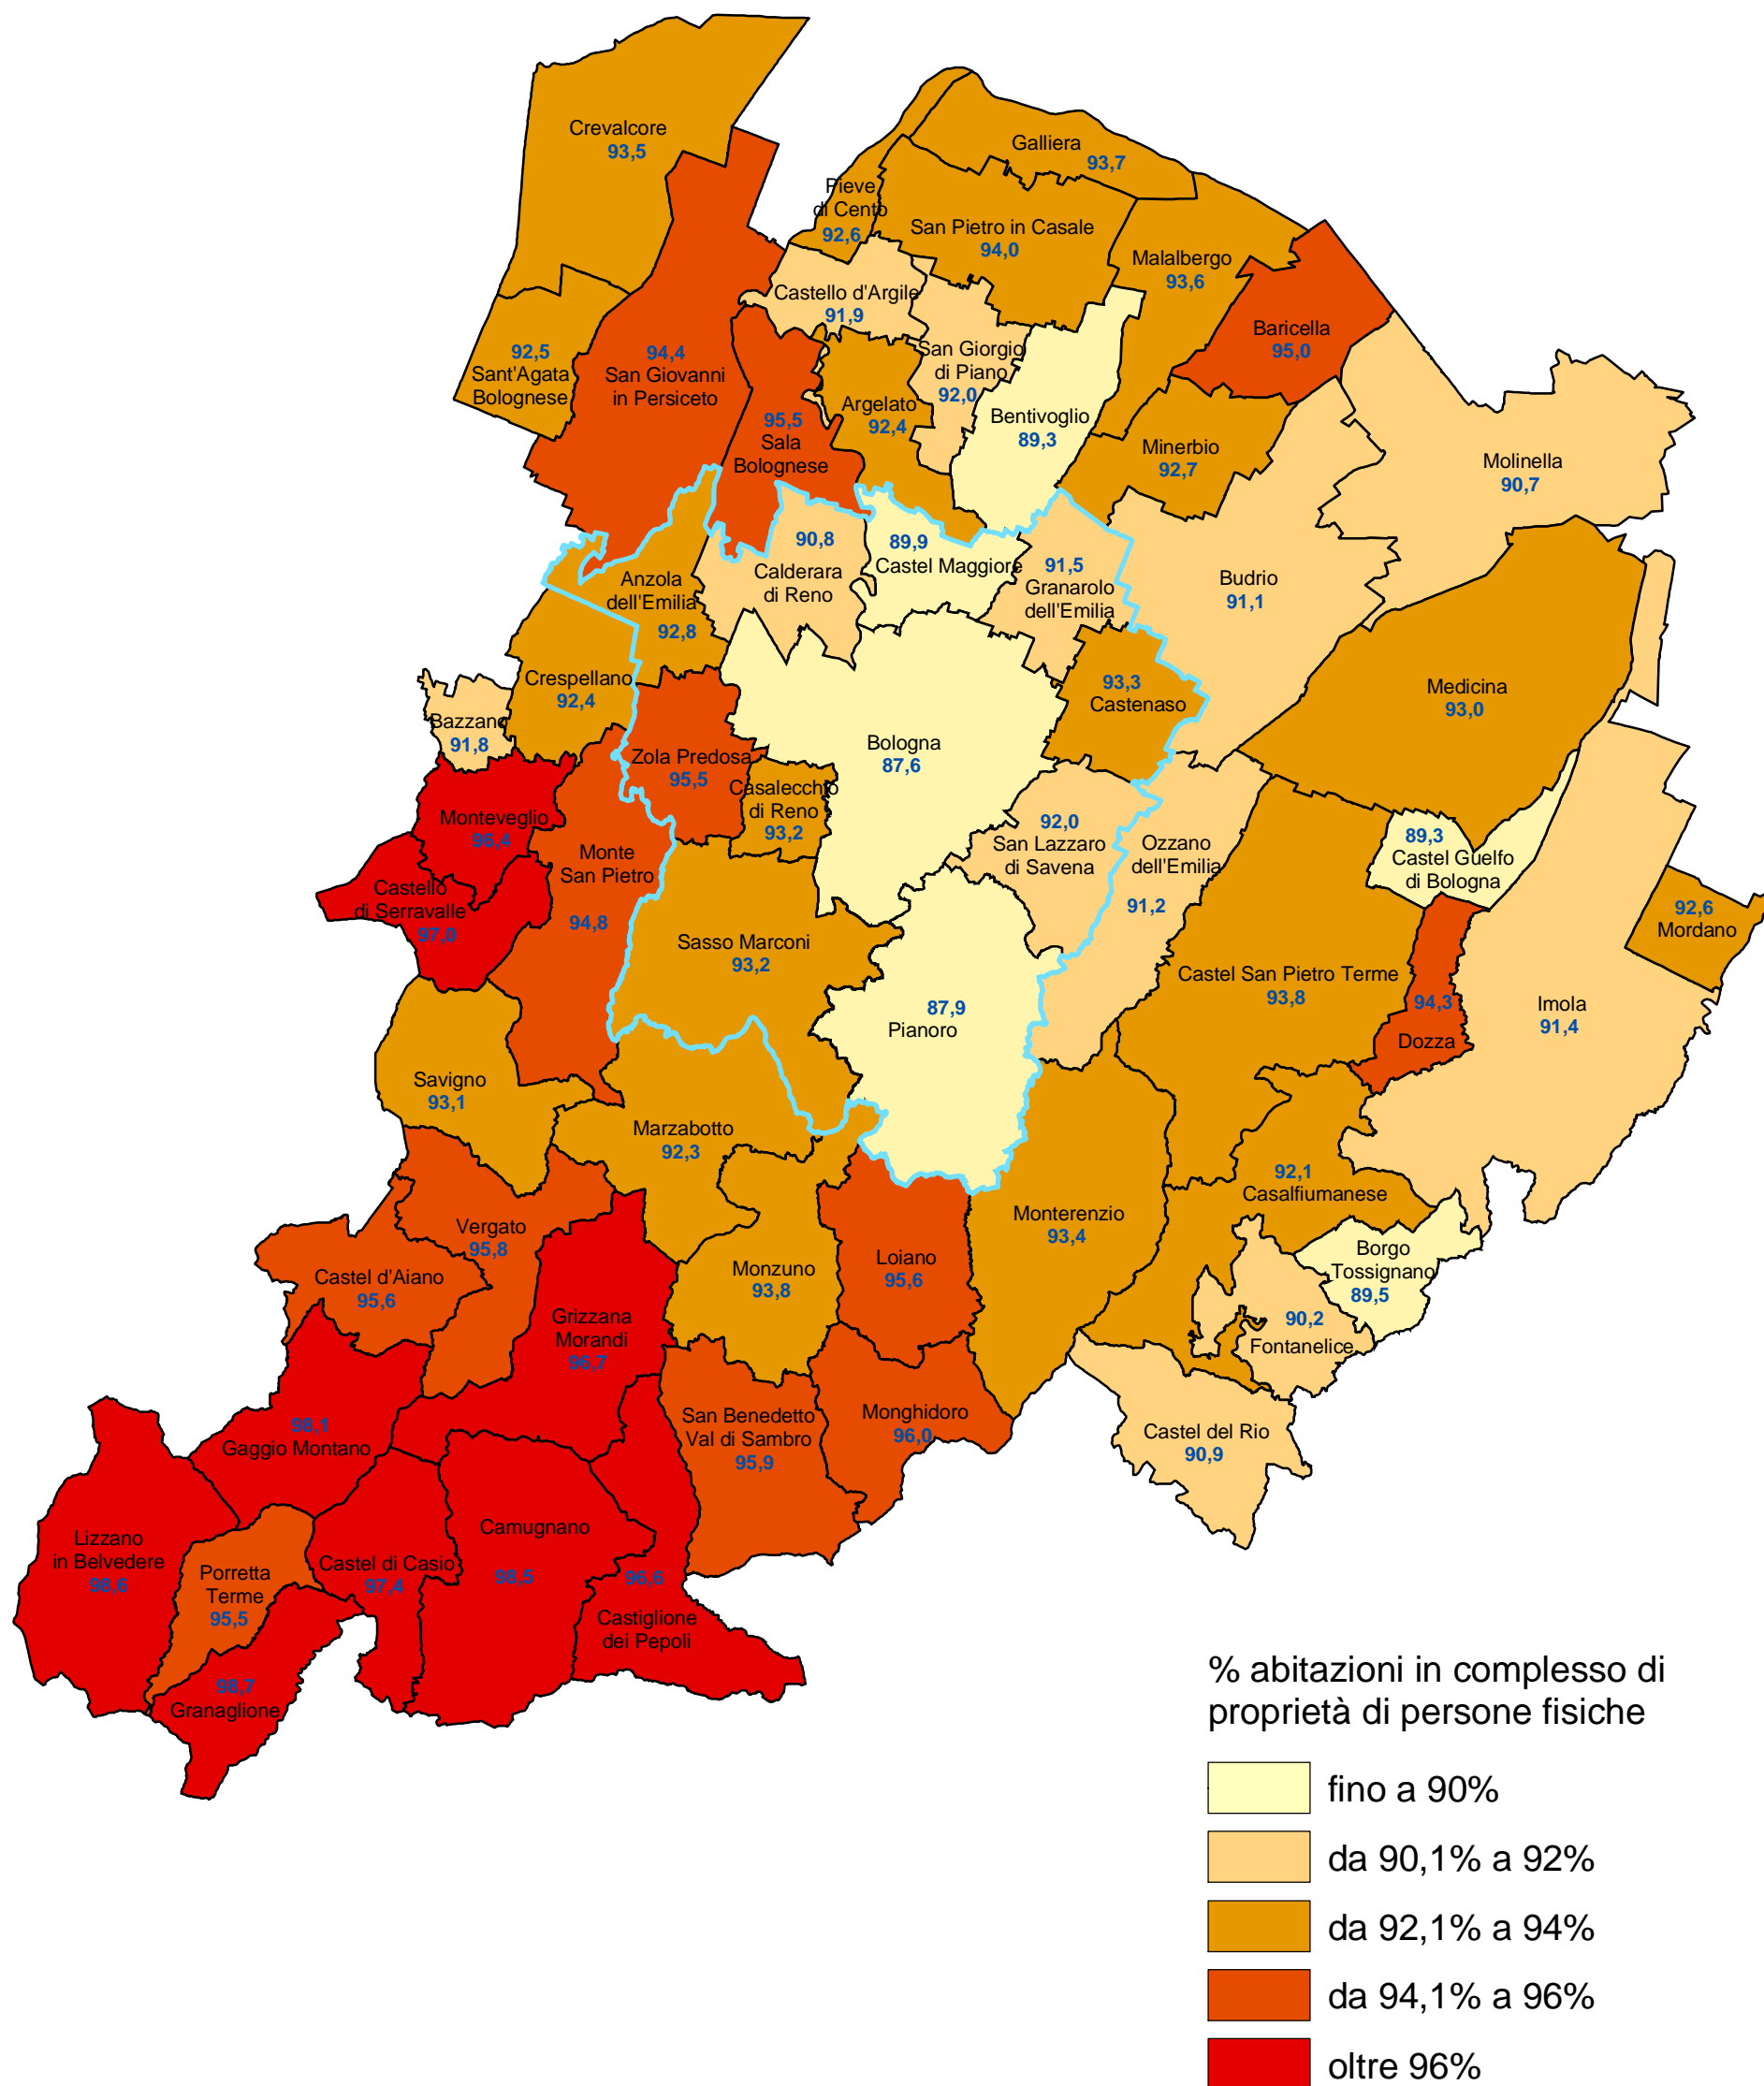 Crevalcore
93,5
Galliera
93,7
Pieve
di Cento
92,6
San Pietro in Casale
94,0
Malalbergo
93,6
Castello d'Argile
91,9
Baricella
95,0
92,5
Sant'Agata
Bolognese
94,4
San Giovanni
in Persiceto
San Giorgio
di Piano
92,0
95,5
Sala
Bolognese
Argelato
92,4
Bentivoglio
89,3
Minerbio
92,7
Molinella
90,7
90,8
Calderara
di Reno
89,9
Castel Maggiore
91,5
Granarolo
dell'Emilia
Budrio
91,1
Anzola
dell'Emilia
92,8
Crespellano
92,4
93,3
Castenaso
Medicina
93,0
Bazzano
91,8
Bologna
87,6
Zola Predosa
95,5
Casalecchio
di Reno
93,2
Monteveglio
96,4
Monte
San Pietro
94,8
92,0
San Lazzaro
di Savena
Ozzano
dell'Emilia
91,2
89,3
Castel Guelfo
di Bologna
Castello
di Serravalle
97,0
92,6
Mordano
Sasso Marconi
93,2
Castel San Pietro Terme
93,8
94,3
Dozza
Imola
91,4
87,9
Pianoro
Savigno
93,1
Marzabotto
92,3
92,1
Casalfiumanese
Vergato
95,8
Monterenzio
93,4
Castel d'Aiano
95,6
Monzuno
93,8
Loiano
95,6
Borgo
Tossignano
89,5
Grizzana
Morandi
96,7
90,2
Fontanelice
98,1
Gaggio Montano
San Benedetto
Val di Sambro
95,9
Monghidoro
96,0
Castel del Rio
90,9
Lizzano
in Belvedere
98,6
Porretta
Terme
95,5
Castel di Casio
97,4
Camugnano
98,5
96,6
Castiglione
dei Pepoli
98,7
Granaglione
% abitazioni in complesso di
proprietà di persone fisiche
fino a 90%
da 90,1% a 92%
da 92,1% a 94%
da 94,1% a 96%
oltre 96%